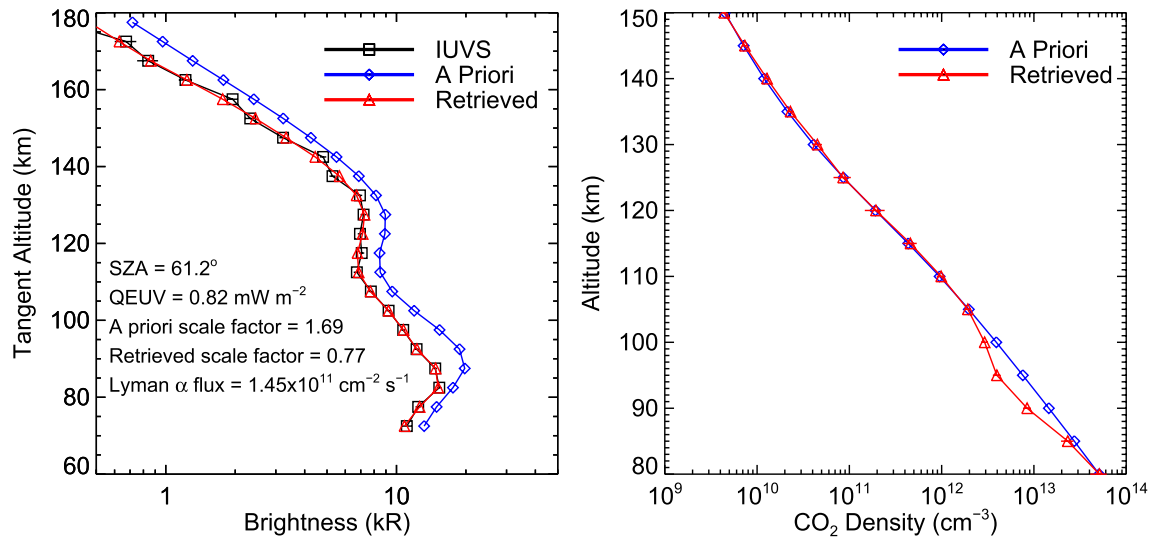 180
160
140
120
100
80
60
Tangent Altitude (km)
IUVS
A Priori
Retrieved
SZA = 61.2°
QEUV = 0.82 mW m⁻²
A priori scale factor = 1.69
Retrieved scale factor = 0.77
Lyman α flux = 1.45x10¹¹ cm⁻² s⁻¹
1 10
Brightness (kR)
150
140
130
120
110
100
90
80
Altitude (km)
A Priori
Retrieved
10⁹ 10¹⁰ 10¹¹ 10¹² 10¹³ 10¹⁴
CO₂ Density (cm⁻³)